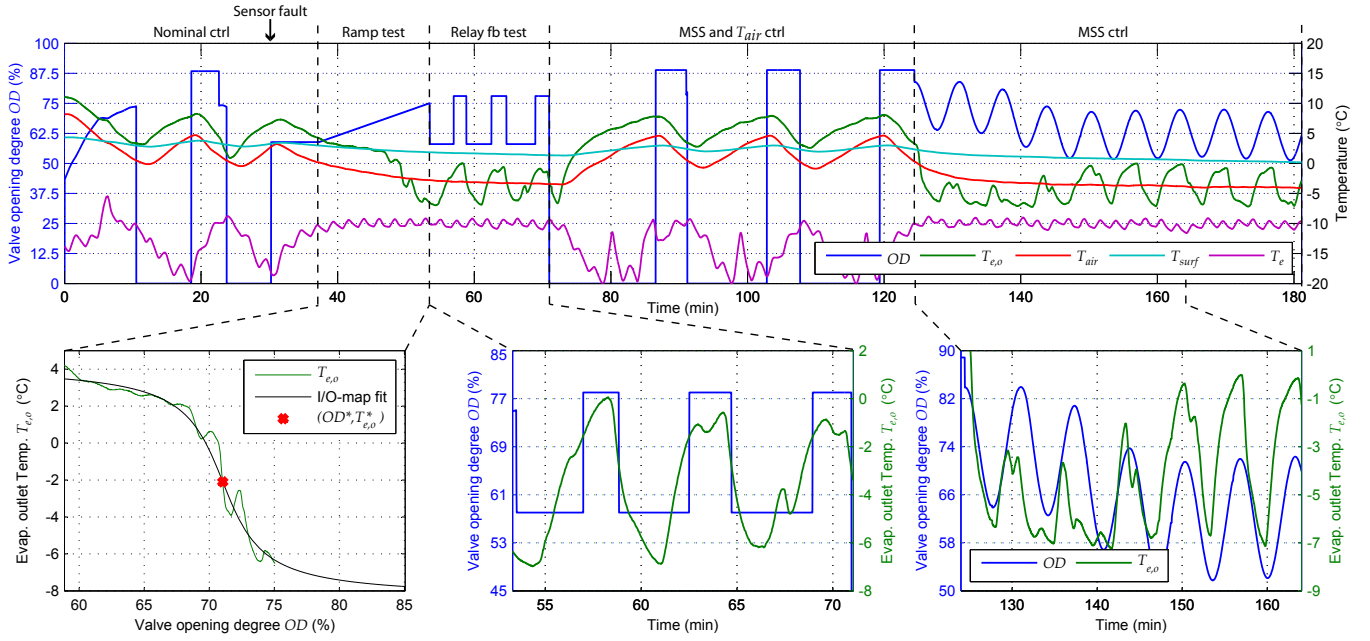 Sensor fault
Nominal ctrl
Ramp test
Relay fb test
MSS and T_air ctrl
MSS ctrl
Valve opening degree OD (%)
100
87.5
75
62.5
50
37.5
25
12.5
0
20
15
10
5
0
-5
-10
-15
-20
Temperature (°C)
OD
T_e,o
T_air
T_surf
T_e
0 20 40 60 80 100 120 140 160 180
Time (min)
Evap. outlet Temp. T_e,o (°C)
4
2
0
-2
-4
-6
-8
T_e,o
I/O-map fit
(OD*,T*_e,o)
60 65 70 75 80 85
Valve opening degree OD (%)
Valve opening degree OD (%)
85
77
69
61
53
45
2
0
-2
-4
-6
-8
Evap. outlet Temp. T_e,o (°C)
55 60 65 70
Time (min)
Valve opening degree OD (%)
90
82
74
66
58
50
1
-1
-3
-5
-7
-9
Evap. outlet Temp. T_e,o (°C)
OD
T_e,o
130 140 150 160
Time (min)